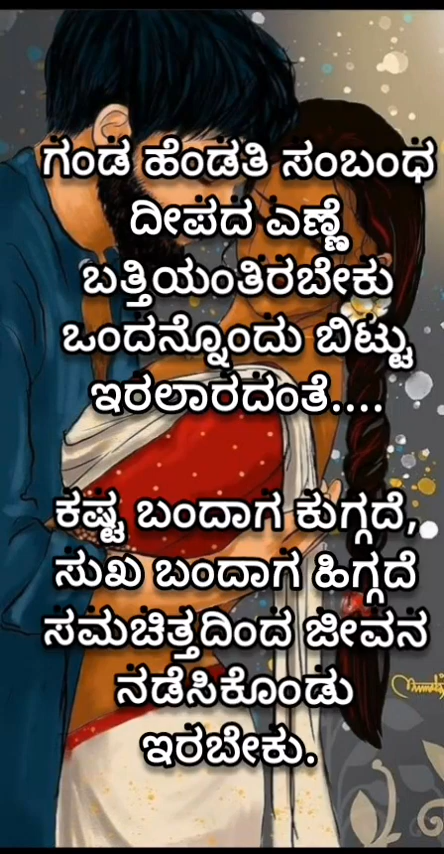 ಗಂಡ ಹೆಂಡತಿ ಸಂಬಂಧ
ದೀಪದ ಎಣ್ಣೆ
ಬತ್ತಿಯಂತಿರಬೇಕು
ಒಂದನ್ನೊಂದು ಬಿಟ್ಟು
ಇರಲಾರದಂತೆ....
ಕಷ್ಟ ಬಂದಾಗ ಕುಗ್ಗದೆ,
ಸುಖ ಬಂದಾಗ ಹಿಗ್ಗದೆ
ಸಮಚಿತ್ತದಿಂದ ಜೀವನ
ನಡೆಸಿಕೊಂಡು
ಇರಬೇಕು.